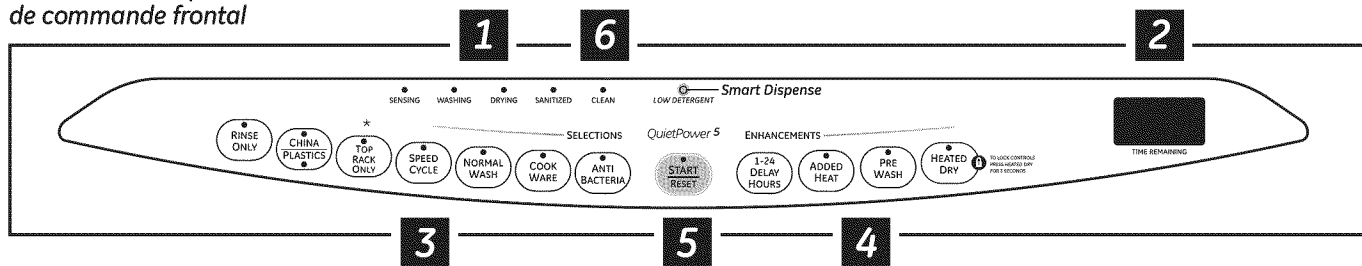 de commande frontal
1 6 2
SENSING WASHING DRYING SANITIZED CLEAN LOW DETERGENT Smart Dispense
*
SELECTIONS QuietPower 5 ENHANCEMENTS
RINSE ONLY
CHINA PLASTICS
TOP RACK ONLY
SPEED CYCLE
NORMAL WASH
COOK WARE
ANTI BACTERIA
START RESET
1-24 DELAY HOURS
ADDED HEAT
PRE WASH
HEATED DRY
TO LOCK CONTROLS
PRESS HEATED DRY
FOR 3 SECONDS
TIME REMAINING
3 5 4